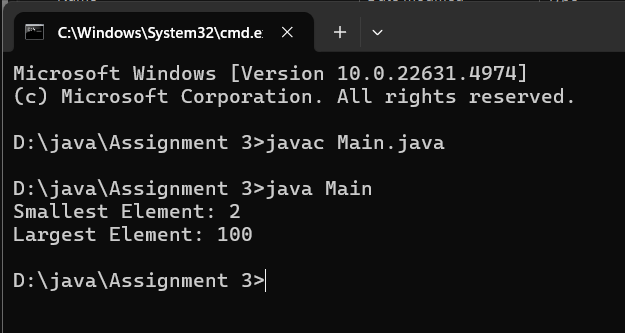 C:\Windows\System32\cmd.e
Microsoft Windows [Version 10.0.22631.4974]
(c) Microsoft Corporation. All rights reserved.
D:\java\Assignment 3>javac Main.java
D:\java\Assignment 3>java Main
Smallest Element: 2
Largest Element: 100
D:\java\Assignment 3>